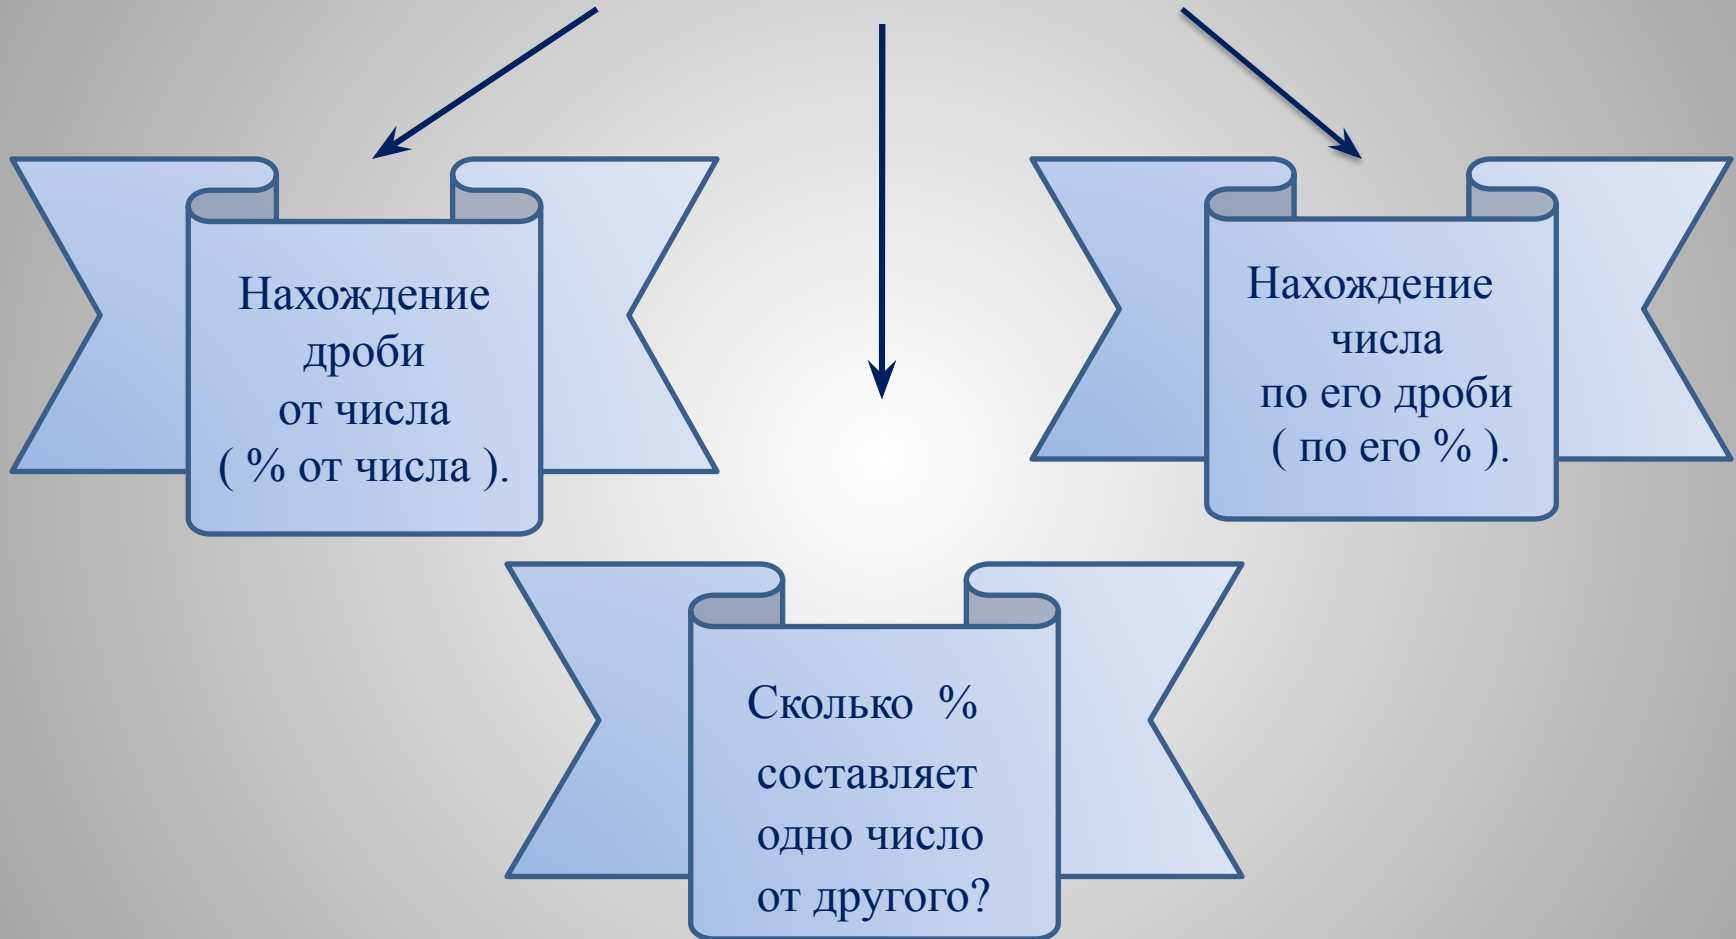 Нахождение
дроби
от числа
( % от числа ).
Нахождение
числа
по его дроби
( по его % ).
Сколько %
составляет
одно число
от другого?